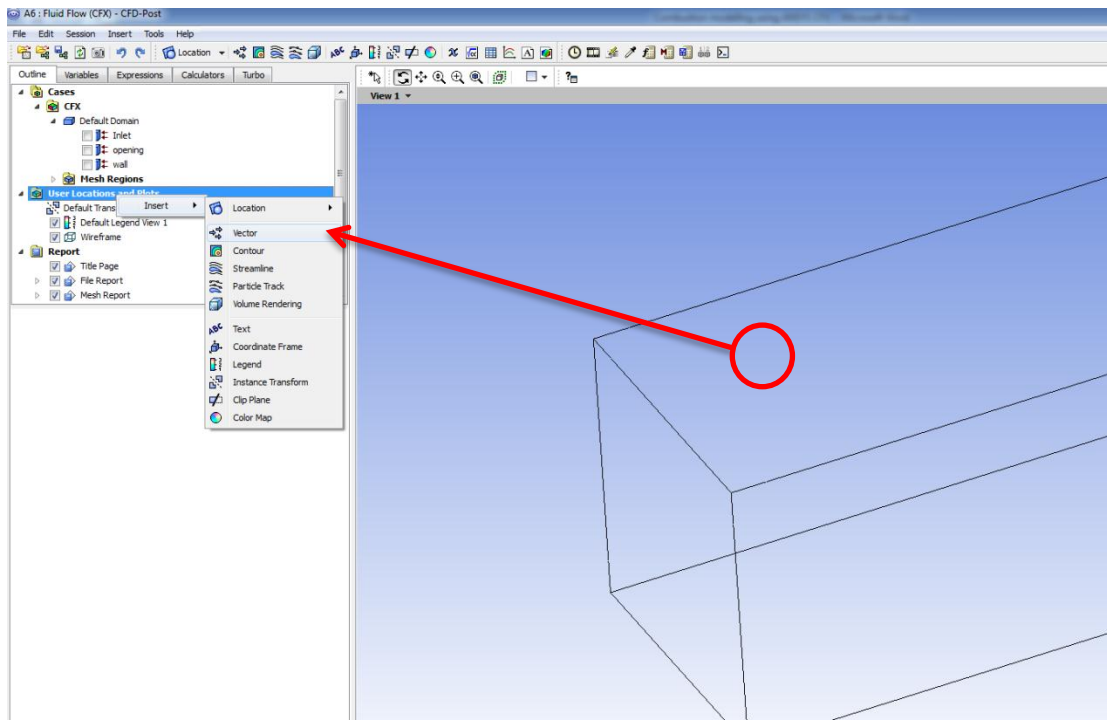 A6 : Fluid Flow (CFX) - CFD-Post
File Edit Session Insert Tools Help
Location
Outline Variables Expressions Calculators Turbo
View 1
Cases
CFX
Default Domain
Inlet
opening
wall
Mesh Regions
User Locations and Plots
Default Trans
Default Legend View 1
Wireframe
Report
Title Page
File Report
Mesh Report
Insert
Location
Vector
Contour
Streamline
Particle Track
Volume Rendering
Text
Coordinate Frame
Legend
Instance Transform
Clip Plane
Color Map